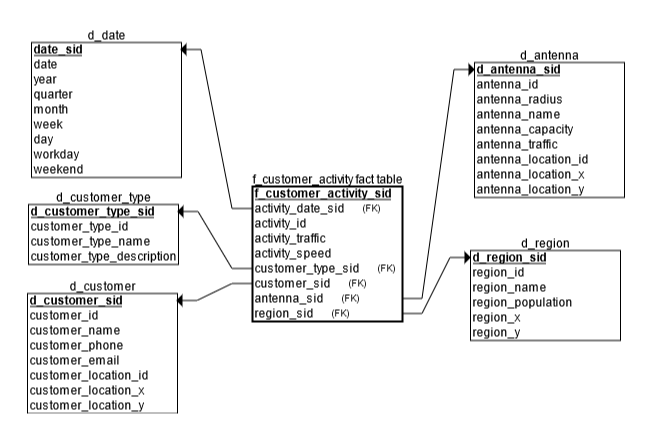 d_date
date_sid
date
year
quarter
month
week
day
workday
weekend
d_customer_type
d_customer_type_sid
customer_type_id
customer_type_name
customer_type_description
d_customer
d_customer_sid
customer_id
customer_name
customer_phone
customer_email
customer_location_id
customer_location_x
customer_location_y
f_customer_activity fact table
f_customer_activity_sid
activity_date_sid (FK)
activity_id
activity_traffic
activity_speed
customer_type_sid (FK)
customer_sid (FK)
antenna_sid (FK)
region_sid (FK)
d_antenna
d_antenna_sid
antenna_id
antenna_radius
antenna_name
antenna_capacity
antenna_traffic
antenna_location_id
antenna_location_x
antenna_location_y
d_region
d_region_sid
region_id
region_name
region_population
region_x
region_y